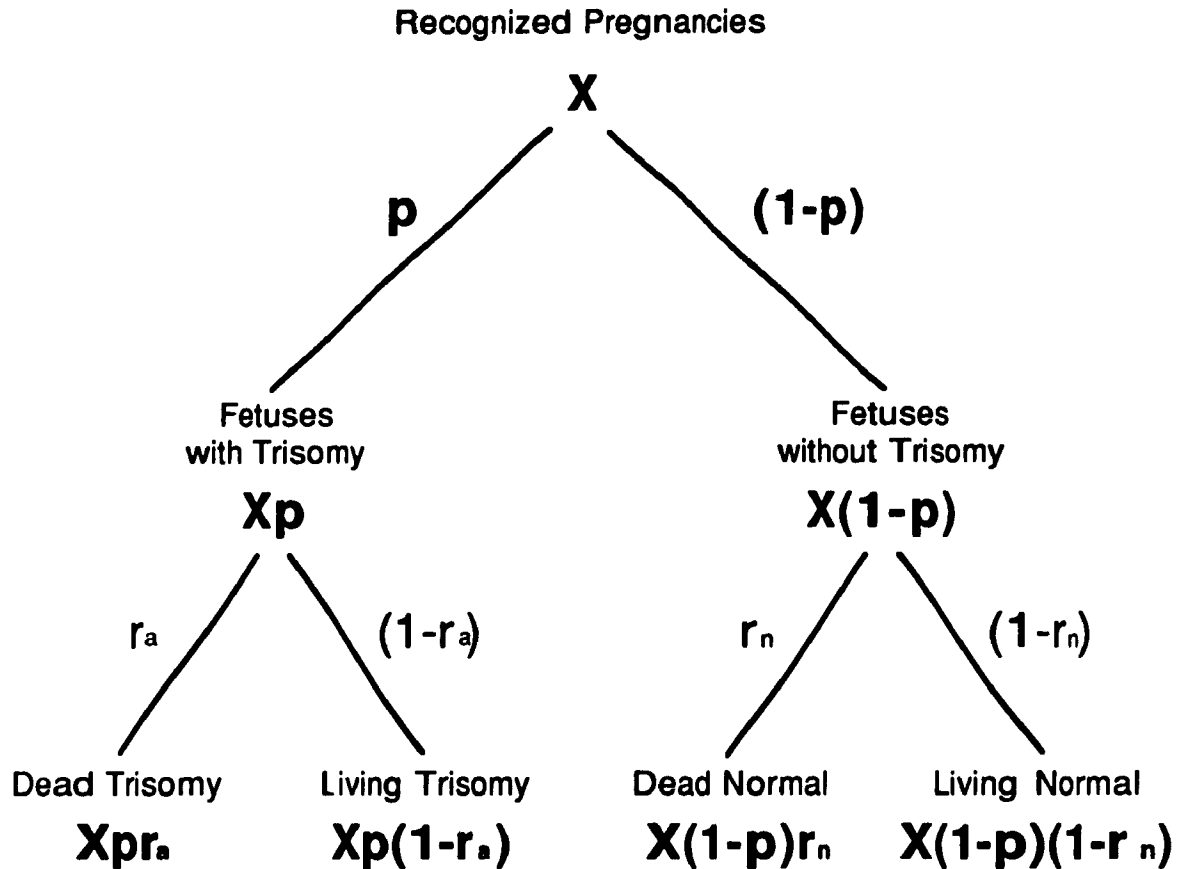 Recognized Pregnancies
X
p
(1-p)
Fetuses
with Trisomy
Xp
Fetuses
without Trisomy
X(1-p)
ra
(1-ra)
rn
(1-rn)
Dead Trisomy
Xpra
Living Trisomy
Xp(1-ra)
Dead Normal
X(1-p)rn
Living Normal
X(1-p)(1-rn)